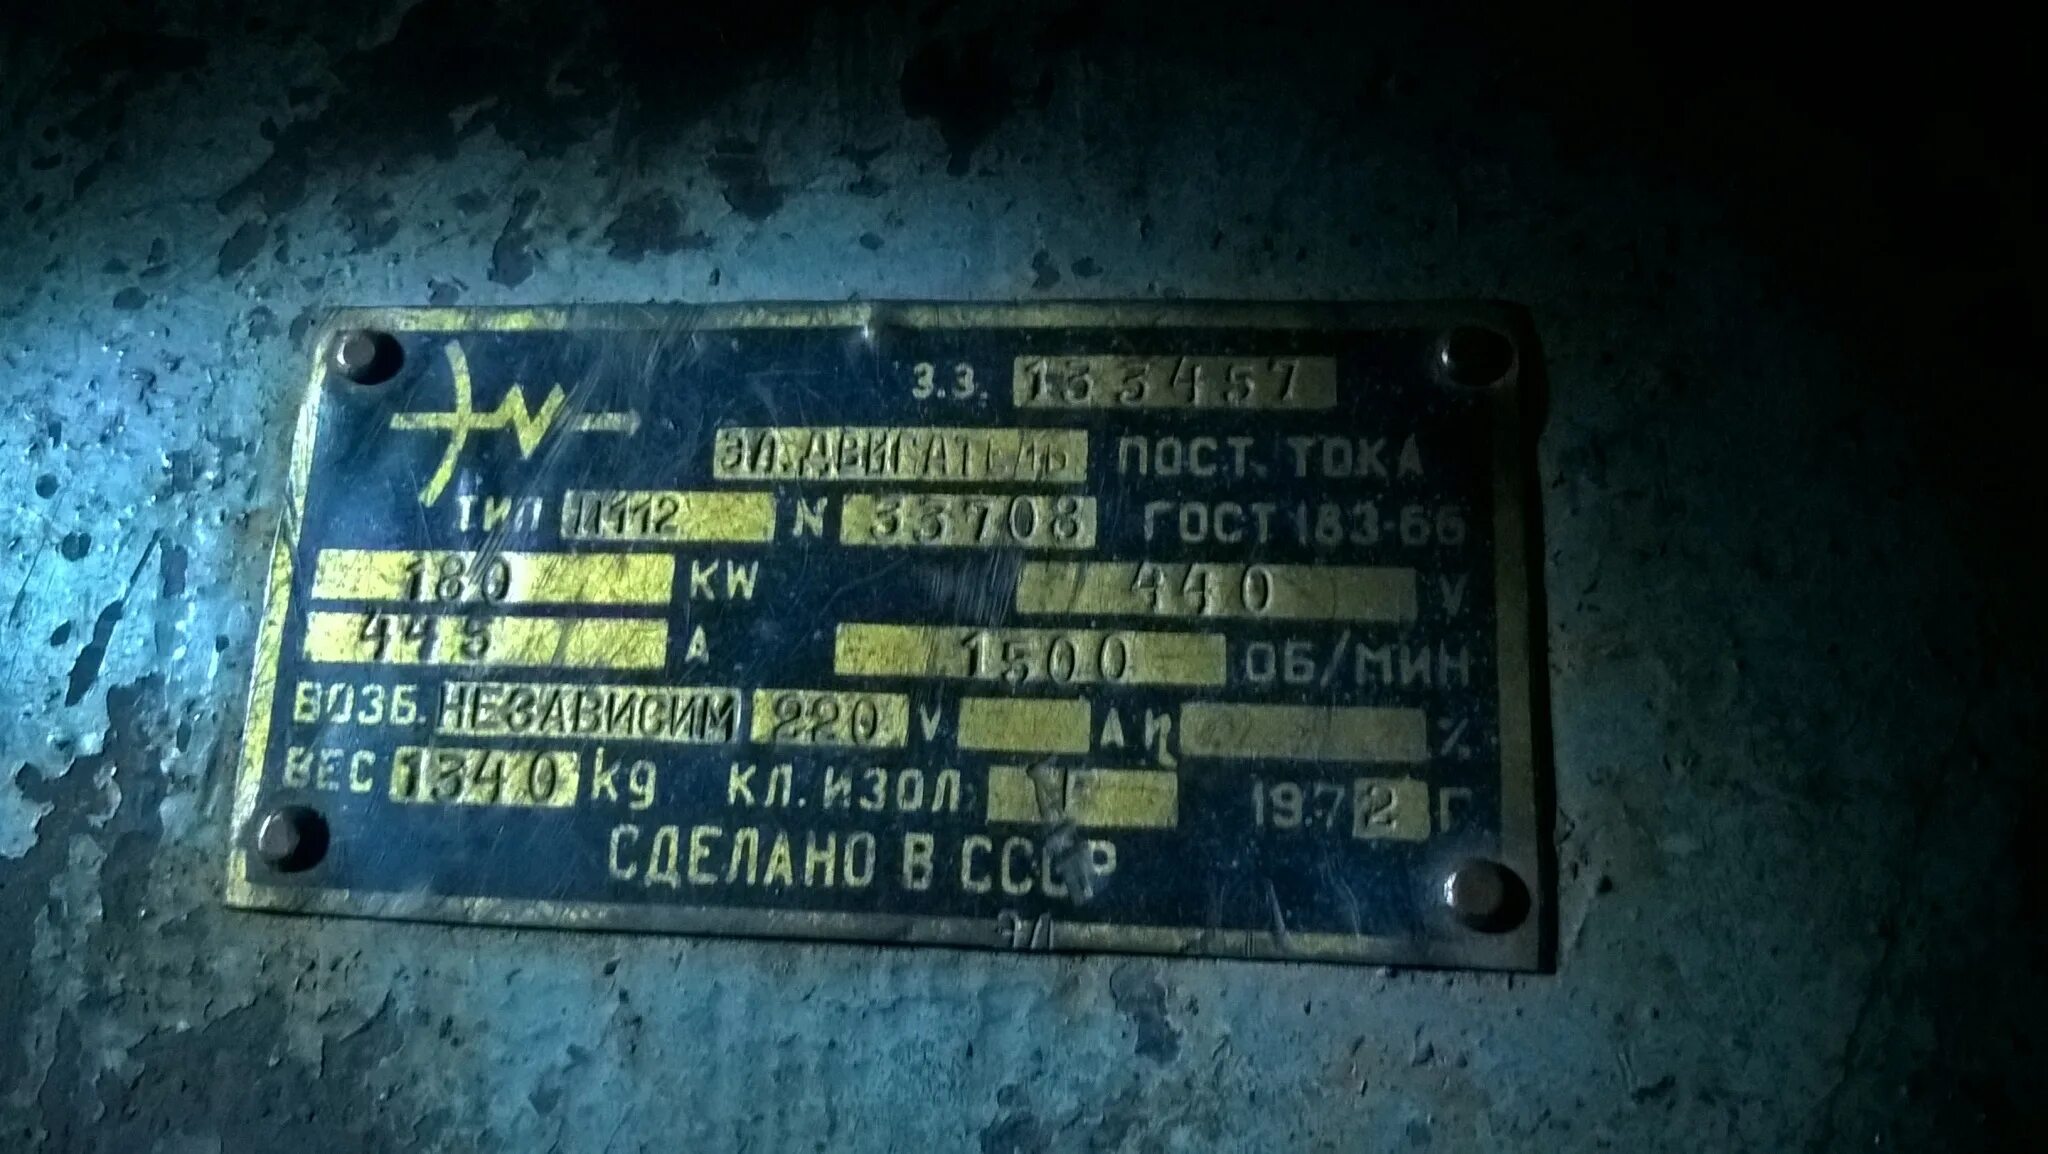 З.З. 133457
ЭЛ.ДВИГАТЕЛЬ ПОСТ. ТОКА
ТИП П112 N 33708 ГОСТ 183-66
180 KW 440 V
445 А 1500 ОБ/МИН
ВОЗБ. НЕЗАВИСИМ 220 V А η %
ВЕС 1340 kg КЛ. ИЗОЛ. 1972 Г
СДЕЛАНО В СССР